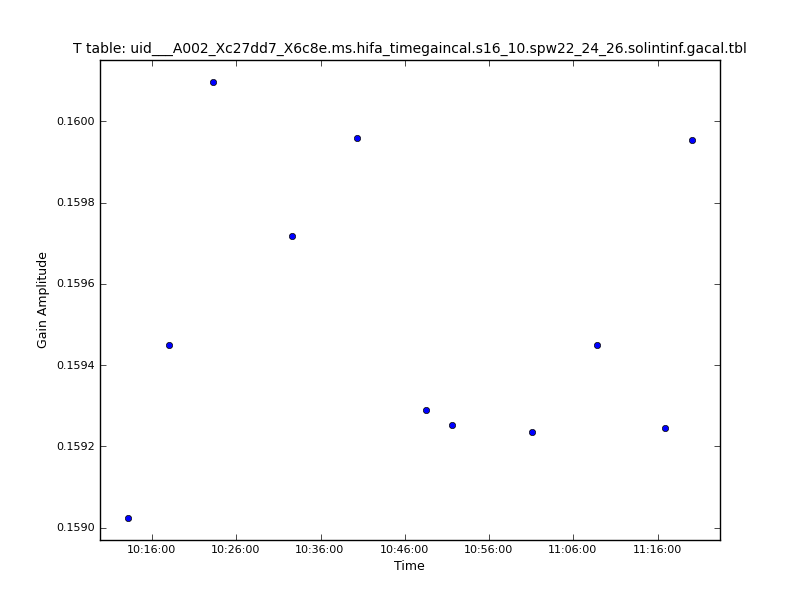 T table: uid___A002_Xc27dd7_X6c8e.ms.hifa_timegaincal.s16_10.spw22_24_26.solintinf.gacal.tbl
Gain Amplitude
0.1600
0.1598
0.1596
0.1594
0.1592
0.1590
10:16:00 10:26:00 10:36:00 10:46:00 10:56:00 11:06:00 11:16:00
Time